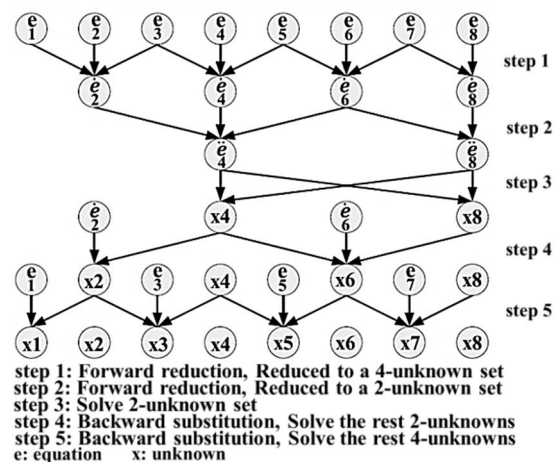 e1 e2 e3 e4 e5 e6 e7 e8
step 1
ė2 ė4 ė6 ė8
step 2
ë4 ë8
step 3
ė2 x4 ė6 x8
step 4
e1 x2 e3 x4 e5 x6 e7 x8
step 5
x1 x2 x3 x4 x5 x6 x7 x8
step 1: Forward reduction, Reduced to a 4-unknown set
step 2: Forward reduction, Reduced to a 2-unknown set
step 3: Solve 2-unknown set
step 4: Backward substitution, Solve the rest 2-unknowns
step 5: Backward substitution, Solve the rest 4-unknowns
e: equation x: unknown